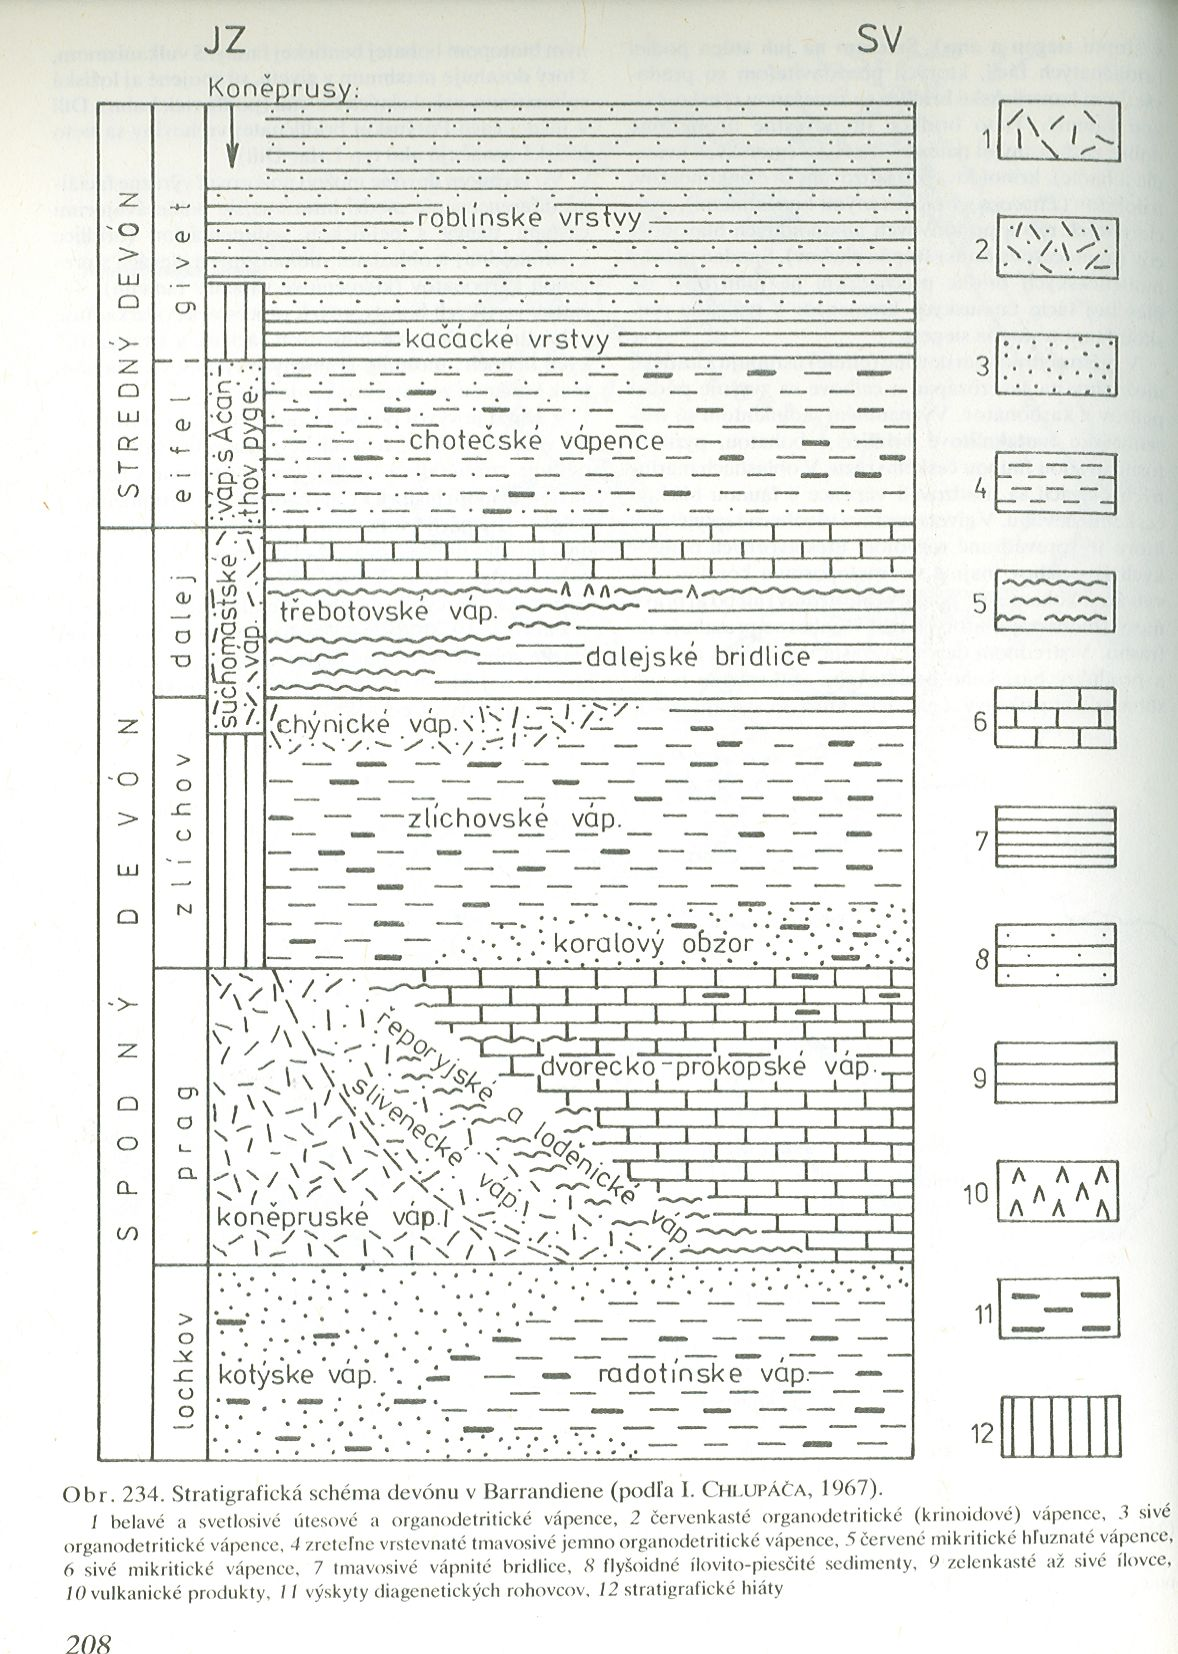 JZ
SV
Koněprusy:
STREDNÝ DEVÓN
SPODNÝ DEVÓN
givet
eifel
dalej
zlíchov
prag
lochkov
roblínské vrstvy
kačácké vrstvy
váp. s Acan-
thov. pyge.
chotečské vápence
suchomastské
váp.
třebotovské váp.
dalejské bridlice
chýnické váp.
zlíchovské váp.
koralový obzor
řeporyjské a loděnické váp.
slivenecké váp.
dvorecko-prokopské váp.
koněpruské váp.
kotýske váp.
radotínske váp.
1
2
3
4
5
6
7
8
9
10
11
12
Obr. 234. Stratigrafická schéma devónu v Barrandiene (podľa I. CHLUPÁČA, 1967).
1 belavé a svetlosivé útesové a organodetritické vápence, 2 červenkasté organodetritické (krinoidové) vápence, 3 sivé
organodetritické vápence, 4 zreteľne vrstevnaté tmavosivé jemno organodetritické vápence, 5 červené mikritické hľuznaté vápence,
6 sivé mikritické vápence, 7 tmavosivé vápnité bridlice, 8 flyšoidné ílovito-piesčité sedimenty, 9 zelenkasté až sivé ílovce,
10 vulkanické produkty, 11 výskyty diagenetických rohovcov, 12 stratigrafické hiáty
208